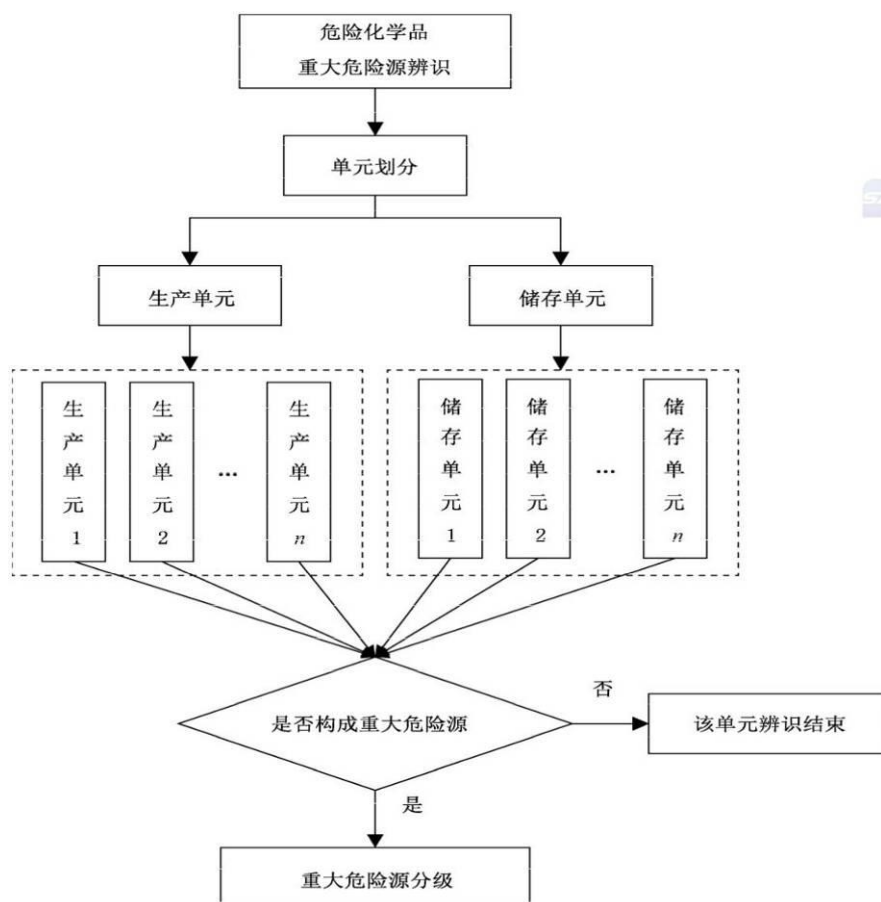 危险化学品
重大危险源辨识
单元划分
生产单元
储存单元
生产单元1
生产单元2
...
生产单元n
储存单元1
储存单元2
...
储存单元n
是否构成重大危险源
否
该单元辨识结束
是
重大危险源分级